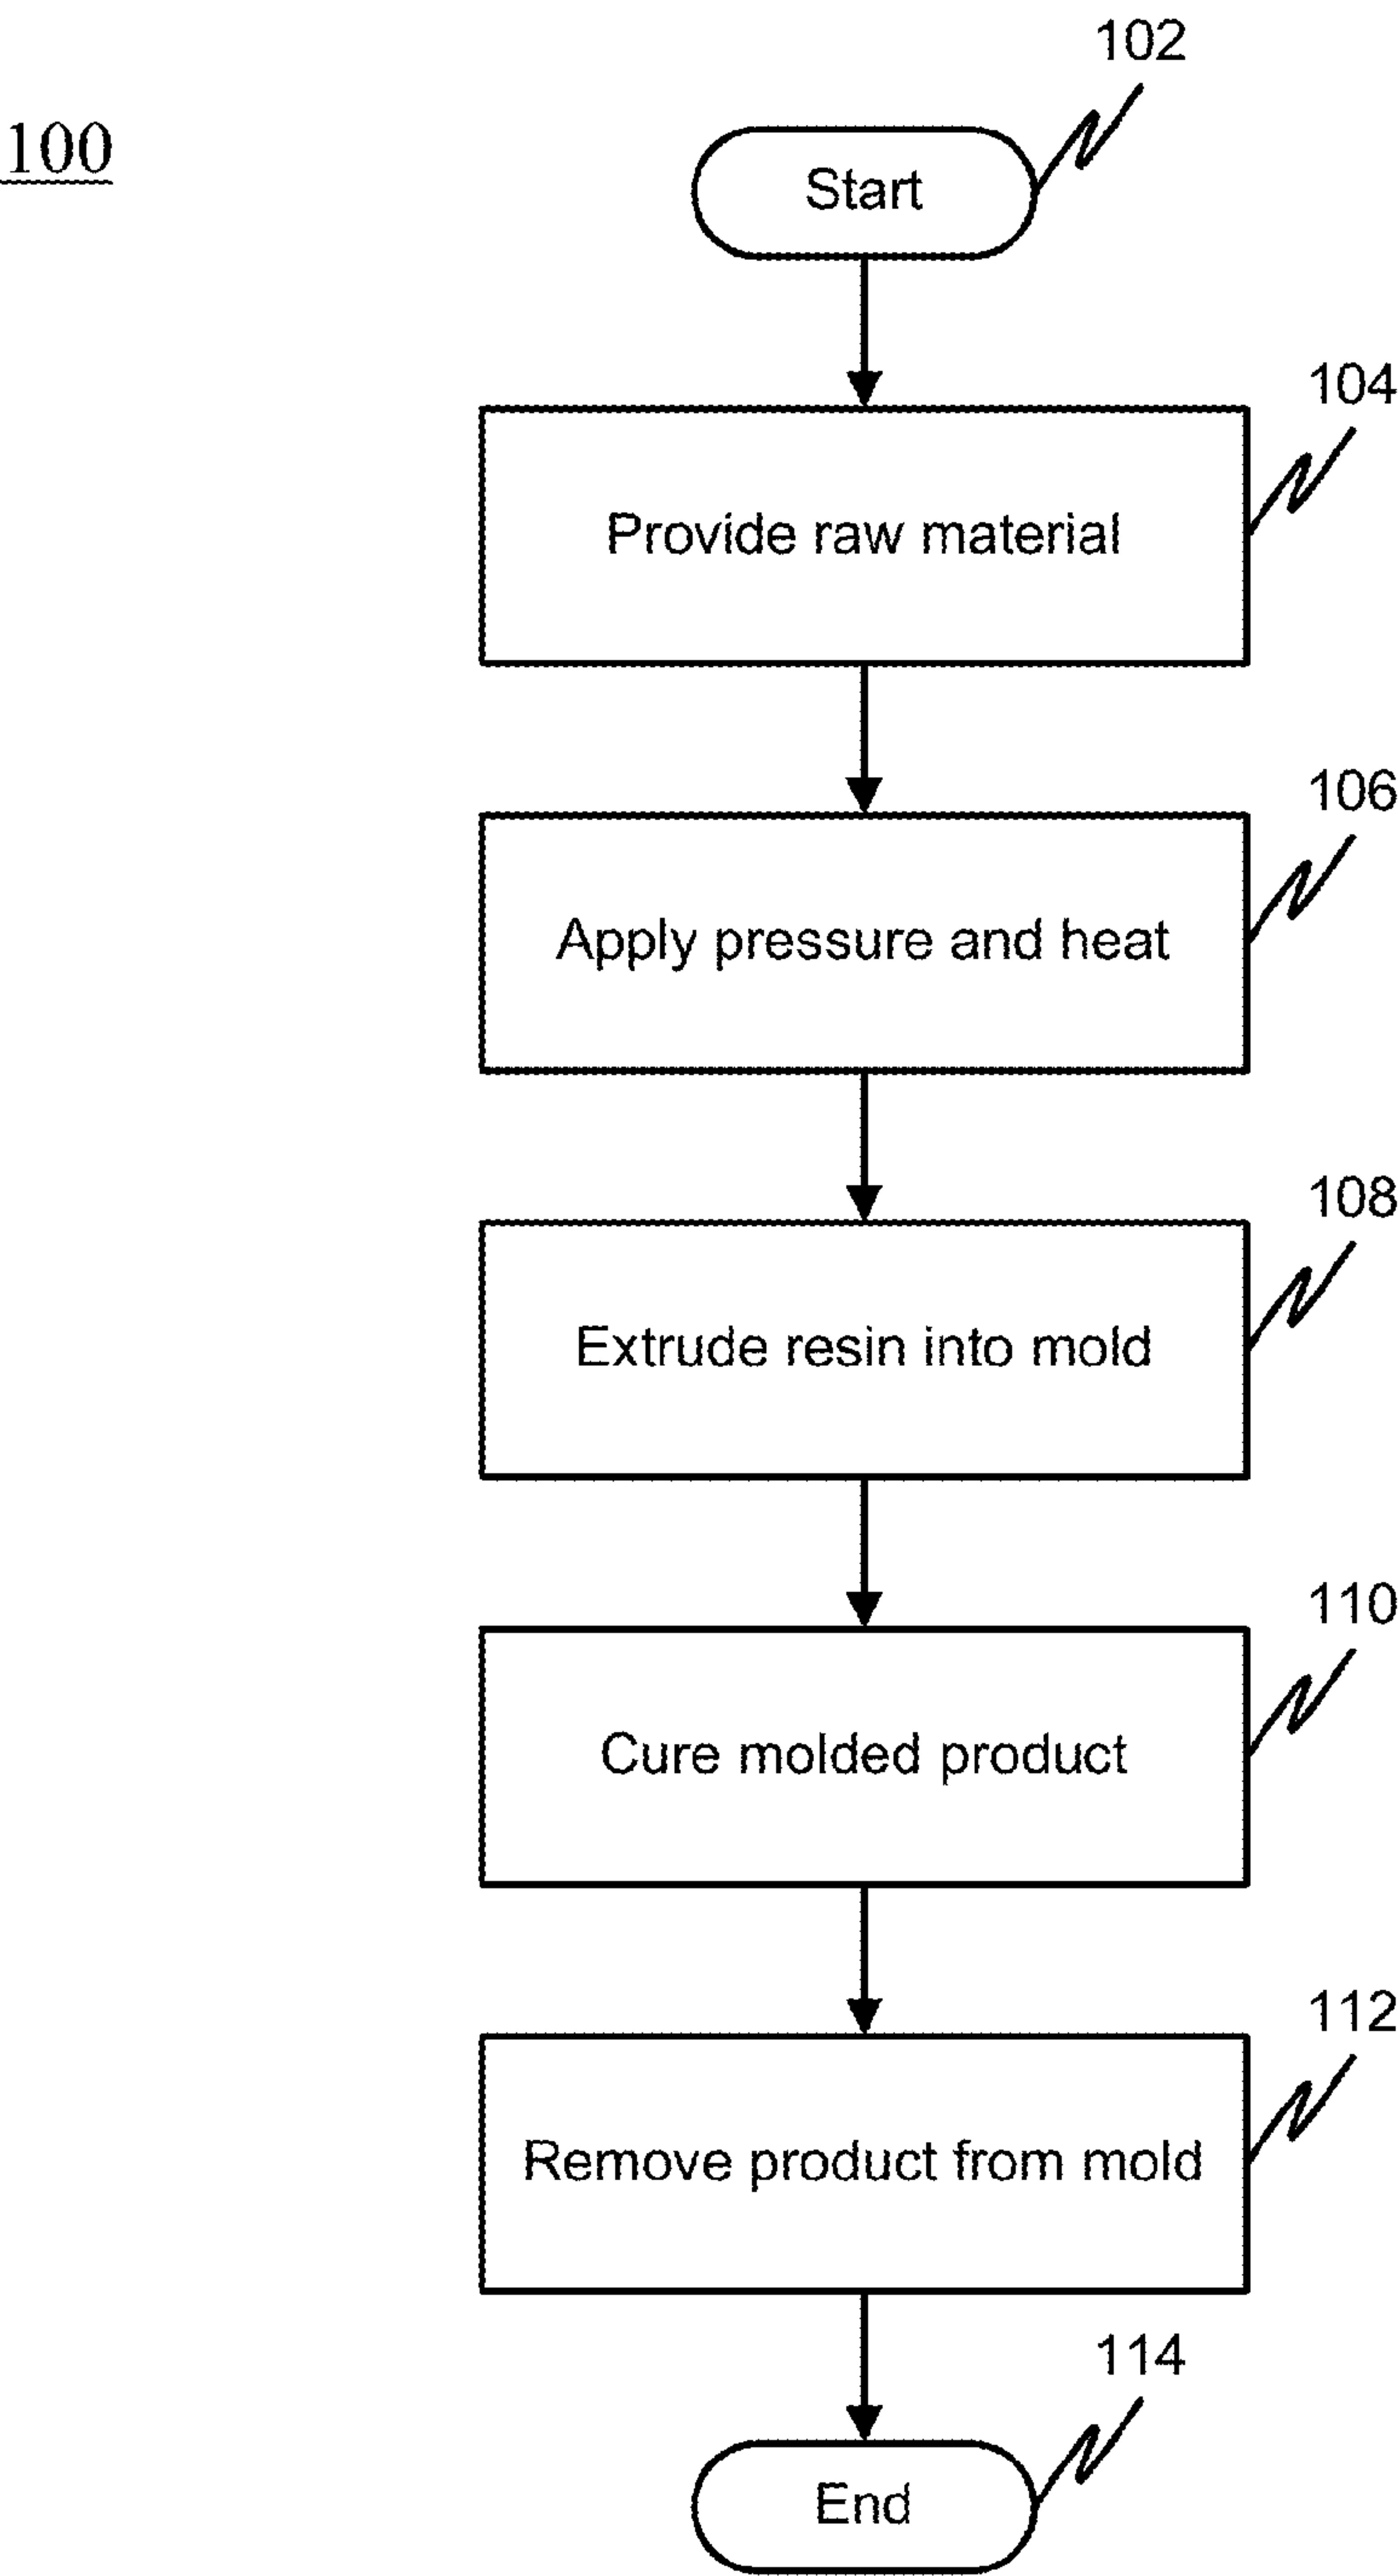 100
102
Start
104
Provide raw material
106
Apply pressure and heat
108
Extrude resin into mold
110
Cure molded product
112
Remove product from mold
114
End